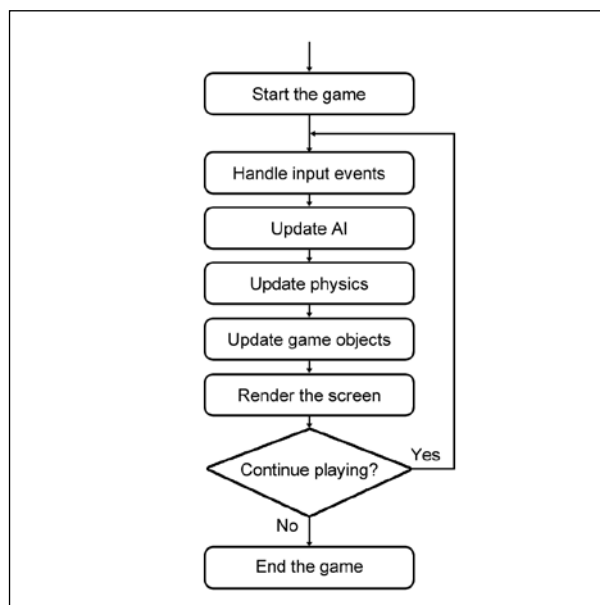 Start the game
Handle input events
Update AI
Update physics
Update game objects
Render the screen
Continue playing?
Yes
No
End the game